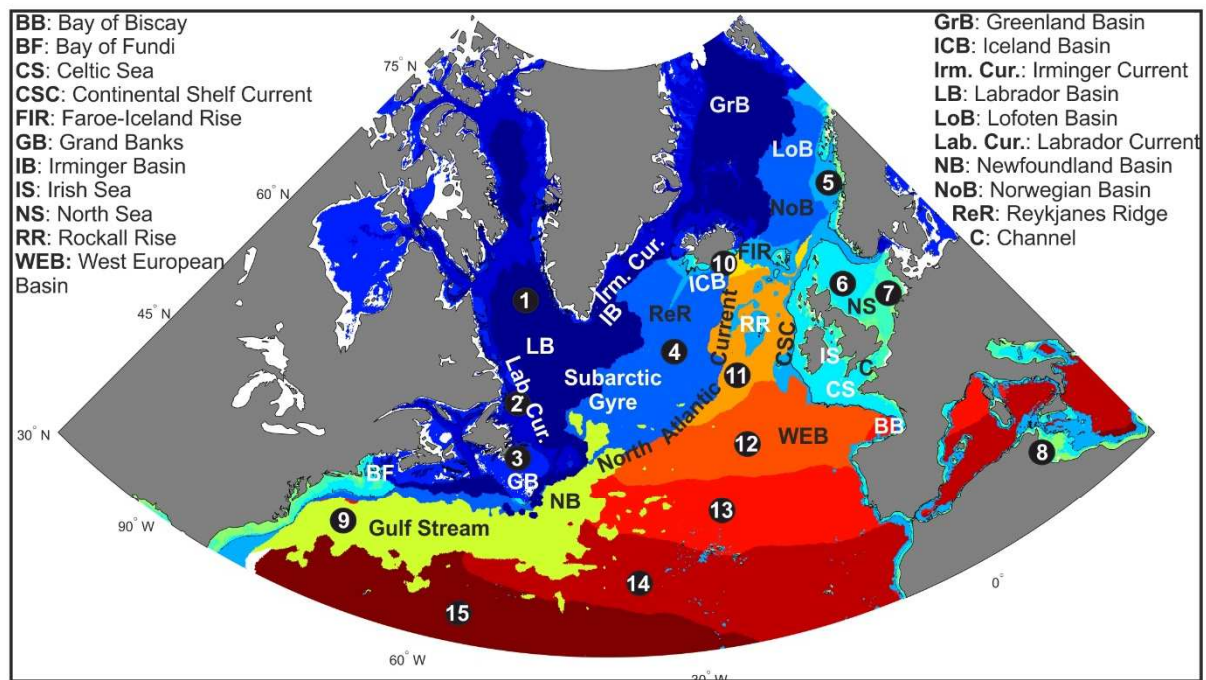 BB: Bay of Biscay
BF: Bay of Fundi
CS: Celtic Sea
CSC: Continental Shelf Current
FIR: Faroe-Iceland Rise
GB: Grand Banks
IB: Irminger Basin
IS: Irish Sea
NS: North Sea
RR: Rockall Rise
WEB: West European
Basin
GrB: Greenland Basin
ICB: Iceland Basin
Irm. Cur.: Irminger Current
LB: Labrador Basin
LoB: Lofoten Basin
Lab. Cur.: Labrador Current
NB: Newfoundland Basin
NoB: Norwegian Basin
ReR: Reykjanes Ridge
C: Channel
75° N
60° N
45° N
30° N
90° W
60° W
30° W
0°
GrB
LoB
5
NoB
10
FIR
ICB
Irm. Cur.
IB
1
6
7
NS
ReR
RR
CSC
LB
4
IS
C
Lab. Cur.
2
Subarctic
Gyre
North Atlantic Current
11
CS
BB
3
GB
BF
NB
12
WEB
8
9
Gulf Stream
13
14
15